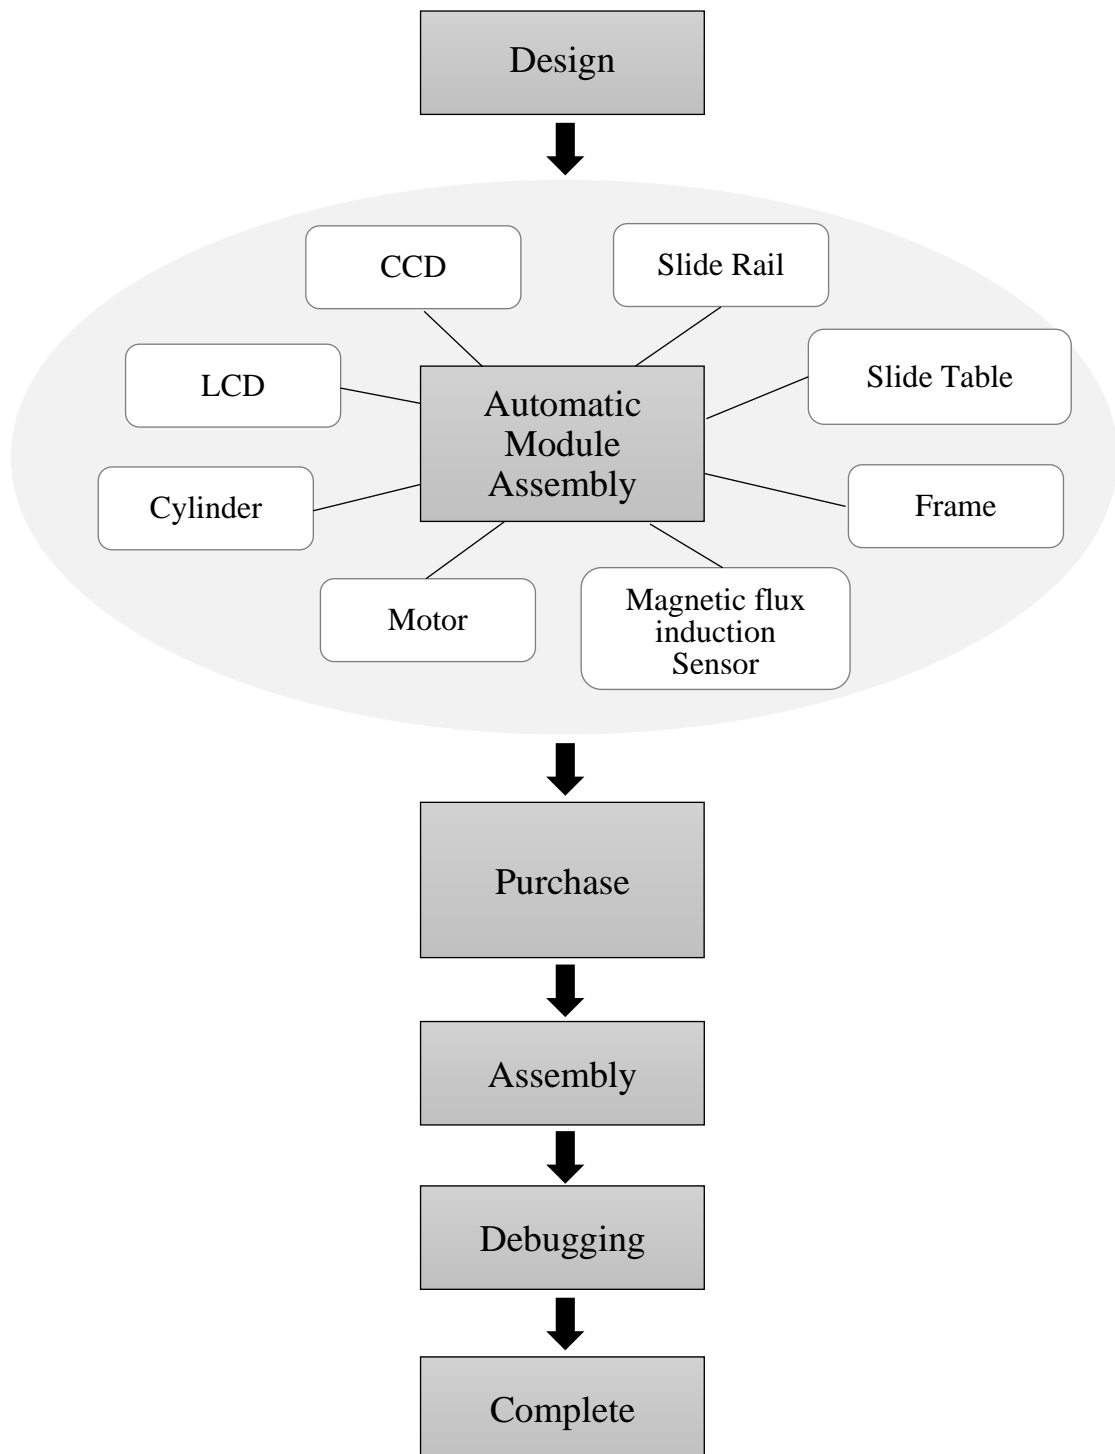 Design
CCD
Slide Rail
LCD
Slide Table
Automatic
Module
Assembly
Cylinder
Frame
Motor
Magnetic flux
induction
Sensor
Purchase
Assembly
Debugging
Complete